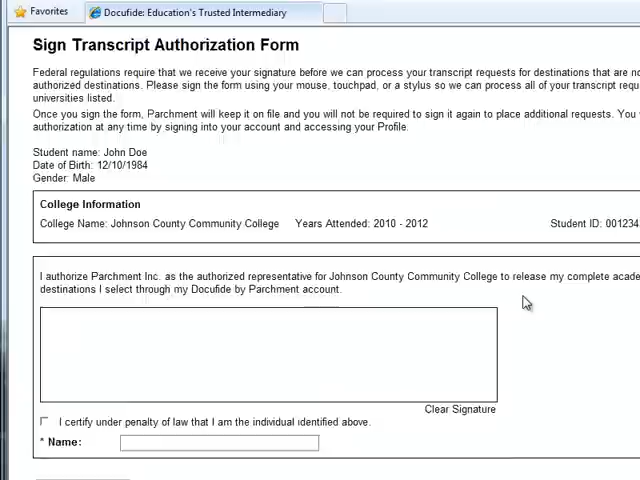 Favorites
Docufide: Education's Trusted Intermediary
Sign Transcript Authorization Form
Federal regulations require that we receive your signature before we can process your transcript requests for destinations that are no
authorized destinations. Please sign the form using your mouse, touchpad, or a stylus so we can process all of your transcript requ
universities listed.
Once you sign the form, Parchment will keep it on file and you will not be required to sign it again to place additional requests. You
authorization at any time by signing into your account and accessing your Profile.
Student name: John Doe
Date of Birth: 12/10/1984
Gender: Male
College Information
College Name: Johnson County Community College Years Attended: 2010 - 2012 Student ID: 001234
I authorize Parchment Inc. as the authorized representative for Johnson County Community College to release my complete acade
destinations I select through my Docufide by Parchment account.
Clear Signature
I certify under penalty of law that I am the individual identified above.
* Name: